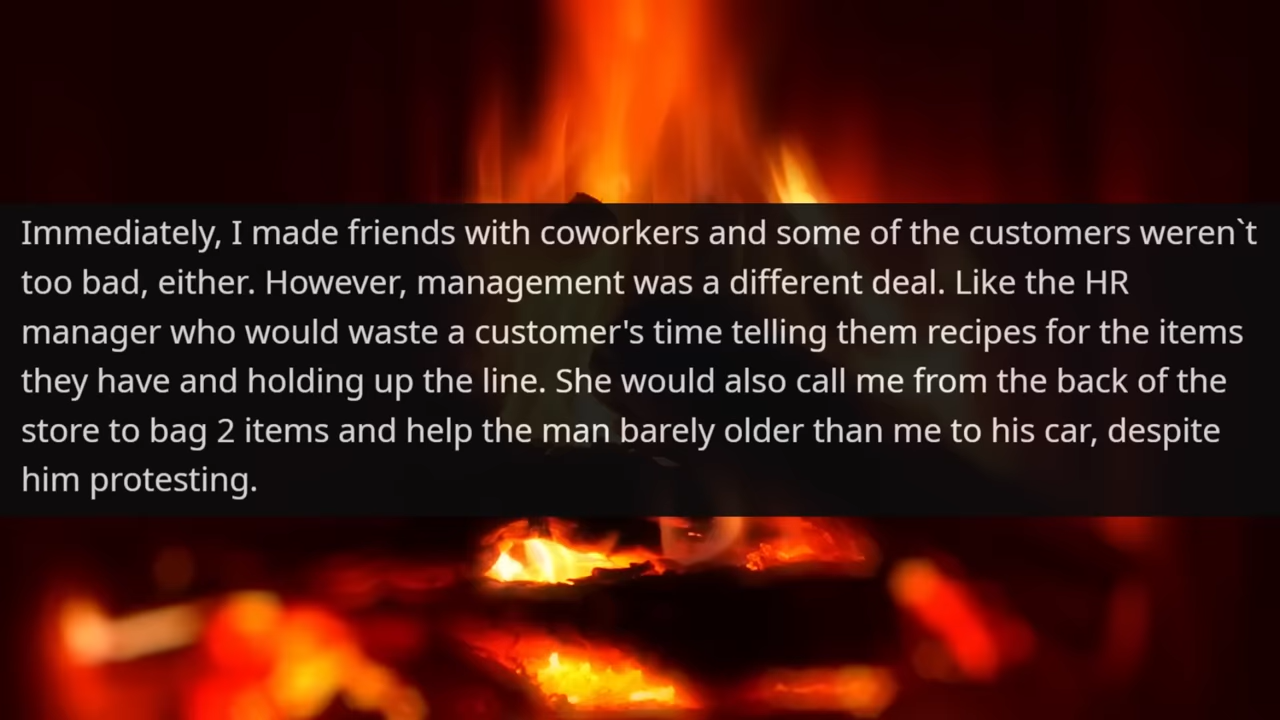 Immediately, I made friends with coworkers and some of the customers weren`t
too bad, either. However, management was a different deal. Like the HR
manager who would waste a customer's time telling them recipes for the items
they have and holding up the line. She would also call me from the back of the
store to bag 2 items and help the man barely older than me to his car, despite
him protesting.